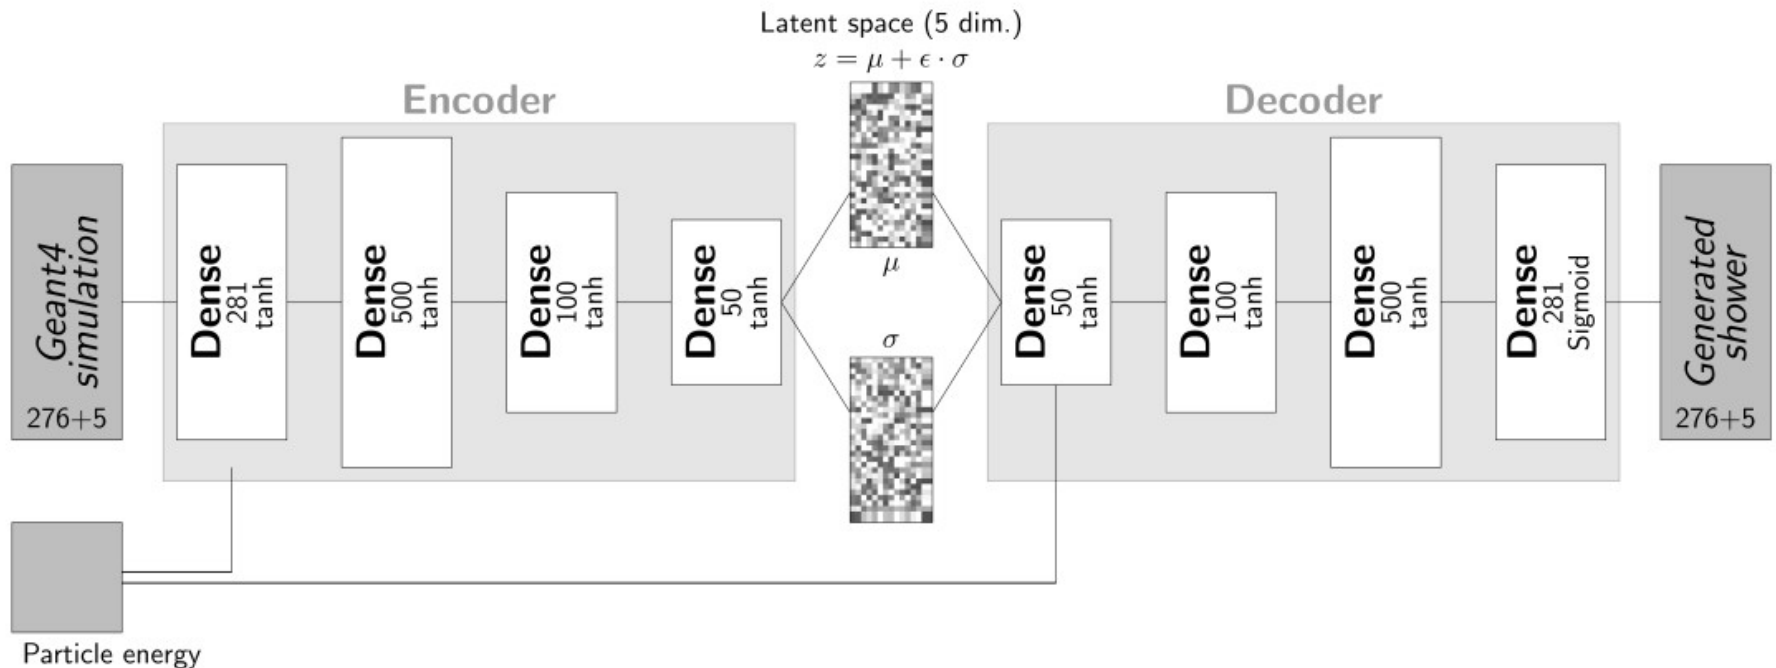 Latent space (5 dim.)
z = μ + ϵ · σ
Encoder
Decoder
Geant4
simulation
276+5
Dense
281
tanh
Dense
500
tanh
Dense
100
tanh
Dense
50
tanh
μ
σ
Dense
50
tanh
Dense
100
tanh
Dense
500
tanh
Dense
281
Sigmoid
Generated
shower
276+5
Particle energy